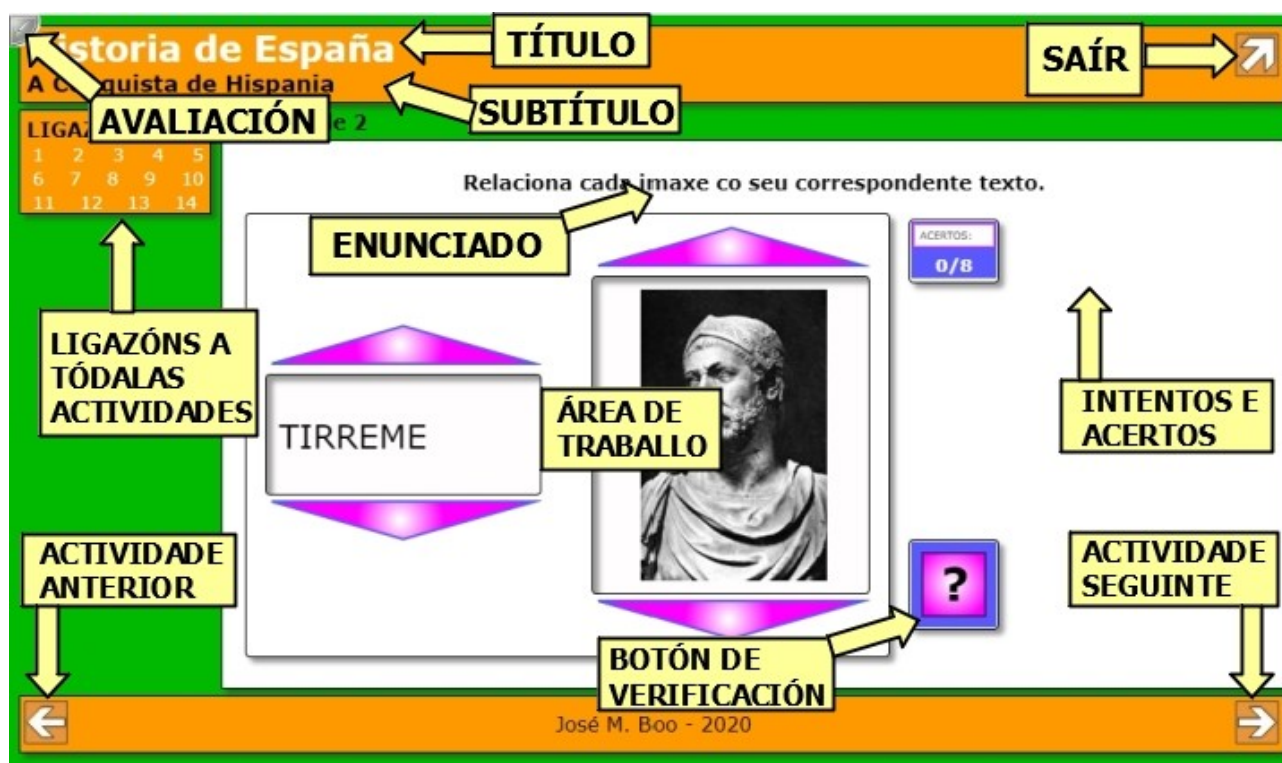 istoria de España
TÍTULO
SAÍR
A C quista de Hispania
SUBTÍTULO
AVALIACIÓN
LIGAZ
e 2
1 2 3 4 5
6 7 8 9 10
11 12 13 14
Relaciona cada imaxe co seu correspondente texto.
ENUNCIADO
ACERTOS:
0/8
LIGAZÓNS A
TÓDALAS
ACTIVIDADES
TIRREME
ÁREA DE
TRABALLO
INTENTOS E
ACERTOS
ACTIVIDADE
ANTERIOR
?
ACTIVIDADE
SEGUINTE
BOTÓN DE
VERIFICACIÓN
José M. Boo - 2020